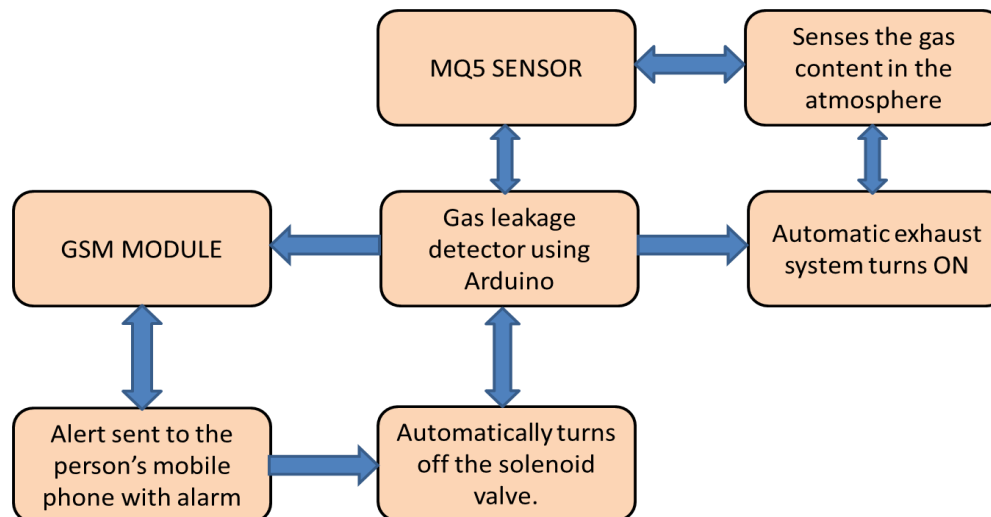 MQ5 SENSOR
Senses the gas
content in the
atmosphere
GSM MODULE
Gas leakage
detector using
Arduino
Automatic exhaust
system turns ON
Alert sent to the
person’s mobile
phone with alarm
Automatically turns
off the solenoid
valve.